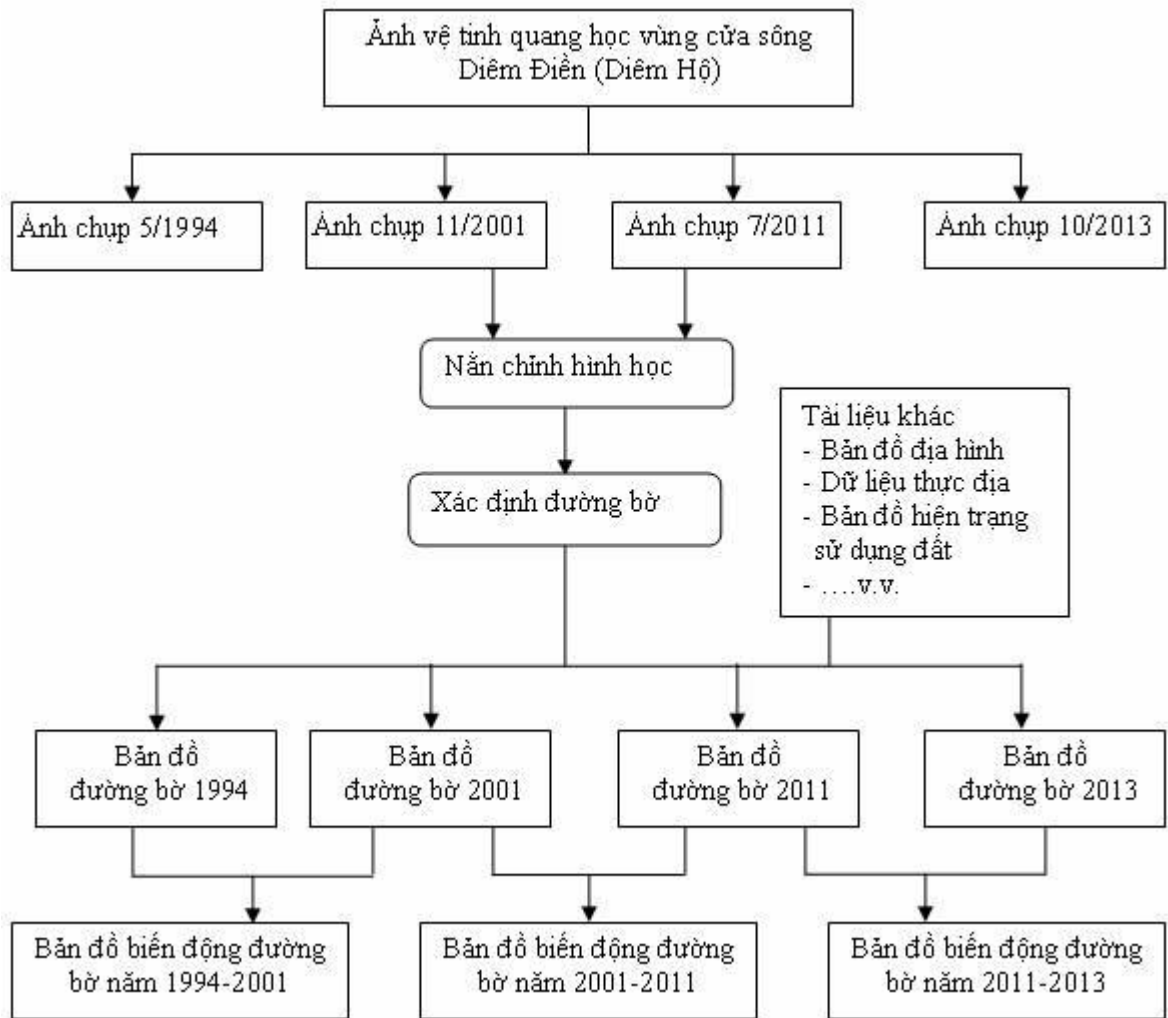 Ảnh vệ tinh quang học vùng cửa sông
Diêm Điền (Diêm Hộ)
Ảnh chụp 5/1994
Ảnh chụp 11/2001
Ảnh chụp 7/2011
Ảnh chụp 10/2013
Nắn chỉnh hình học
Xác định đường bờ
Tài liệu khác
- Bản đồ địa hình
- Dữ liệu thực địa
- Bản đồ hiện trạng
sử dụng đất
- ….v.v.
Bản đồ
đường bờ 1994
Bản đồ
đường bờ 2001
Bản đồ
đường bờ 2011
Bản đồ
đường bờ 2013
Bản đồ biến động đường
bờ năm 1994-2001
Bản đồ biến động đường
bờ năm 2001-2011
Bản đồ biến động đường
bờ năm 2011-2013